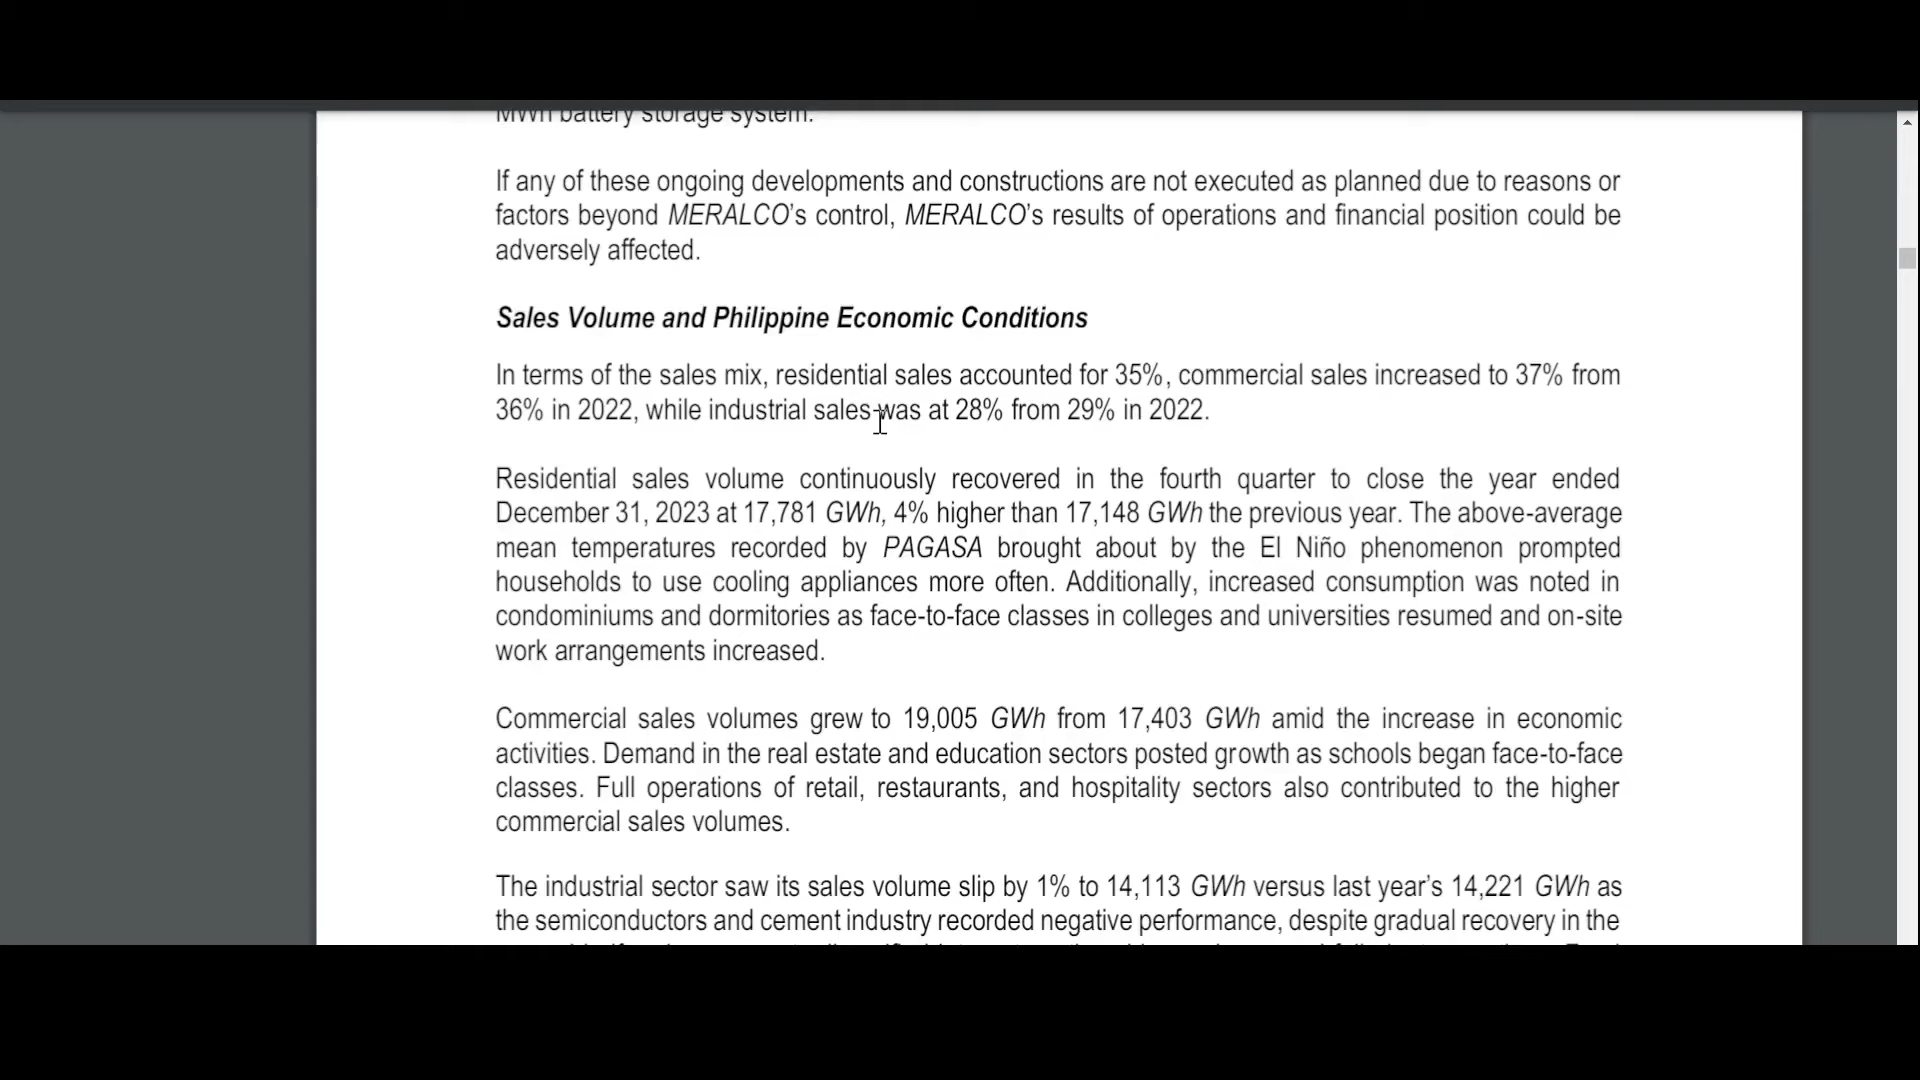 MWh battery storage system.
If any of these ongoing developments and constructions are not executed as planned due to reasons or
factors beyond MERALCO's control, MERALCO's results of operations and financial position could be
adversely affected.
Sales Volume and Philippine Economic Conditions
In terms of the sales mix, residential sales accounted for 35%, commercial sales increased to 37% from
36% in 2022, while industrial sales was at 28% from 29% in 2022.
Residential sales volume continuously recovered in the fourth quarter to close the year ended
December 31, 2023 at 17,781 GWh, 4% higher than 17,148 GWh the previous year. The above-average
mean temperatures recorded by PAGASA brought about by the El Niño phenomenon prompted
households to use cooling appliances more often. Additionally, increased consumption was noted in
condominiums and dormitories as face-to-face classes in colleges and universities resumed and on-site
work arrangements increased.
Commercial sales volumes grew to 19,005 GWh from 17,403 GWh amid the increase in economic
activities. Demand in the real estate and education sectors posted growth as schools began face-to-face
classes. Full operations of retail, restaurants, and hospitality sectors also contributed to the higher
commercial sales volumes.
The industrial sector saw its sales volume slip by 1% to 14,113 GWh versus last year's 14,221 GWh as
the semiconductors and cement industry recorded negative performance, despite gradual recovery in the